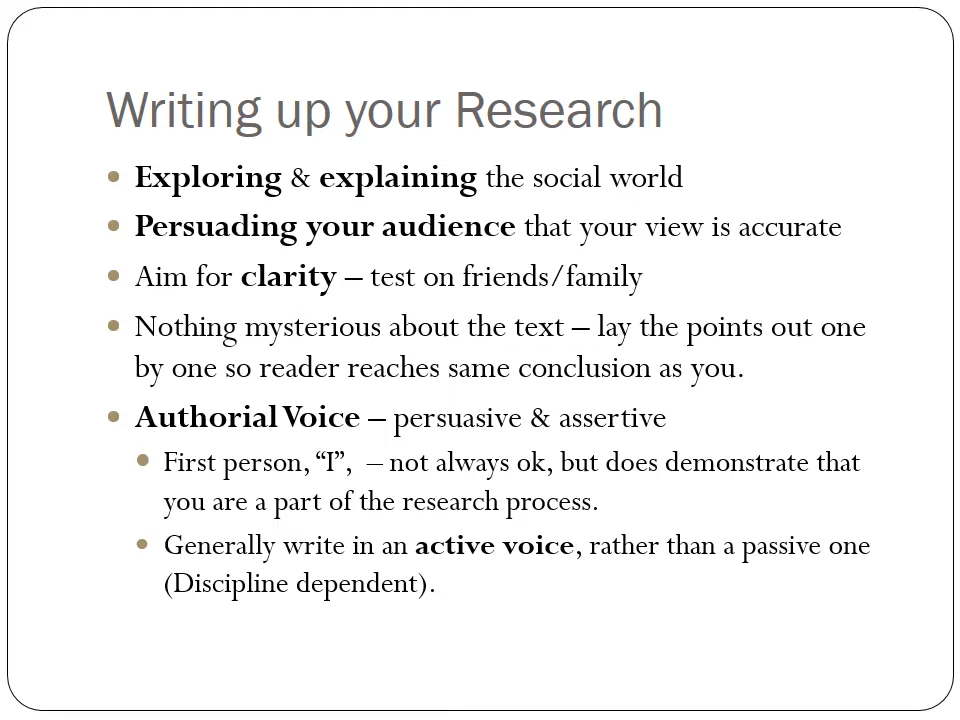 Writing up your Research
• Exploring & explaining the social world
• Persuading your audience that your view is accurate
• Aim for clarity – test on friends/family
• Nothing mysterious about the text – lay the points out one
by one so reader reaches same conclusion as you.
• Authorial Voice – persuasive & assertive
• First person, “I”, – not always ok, but does demonstrate that
you are a part of the research process.
• Generally write in an active voice, rather than a passive one
(Discipline dependent).